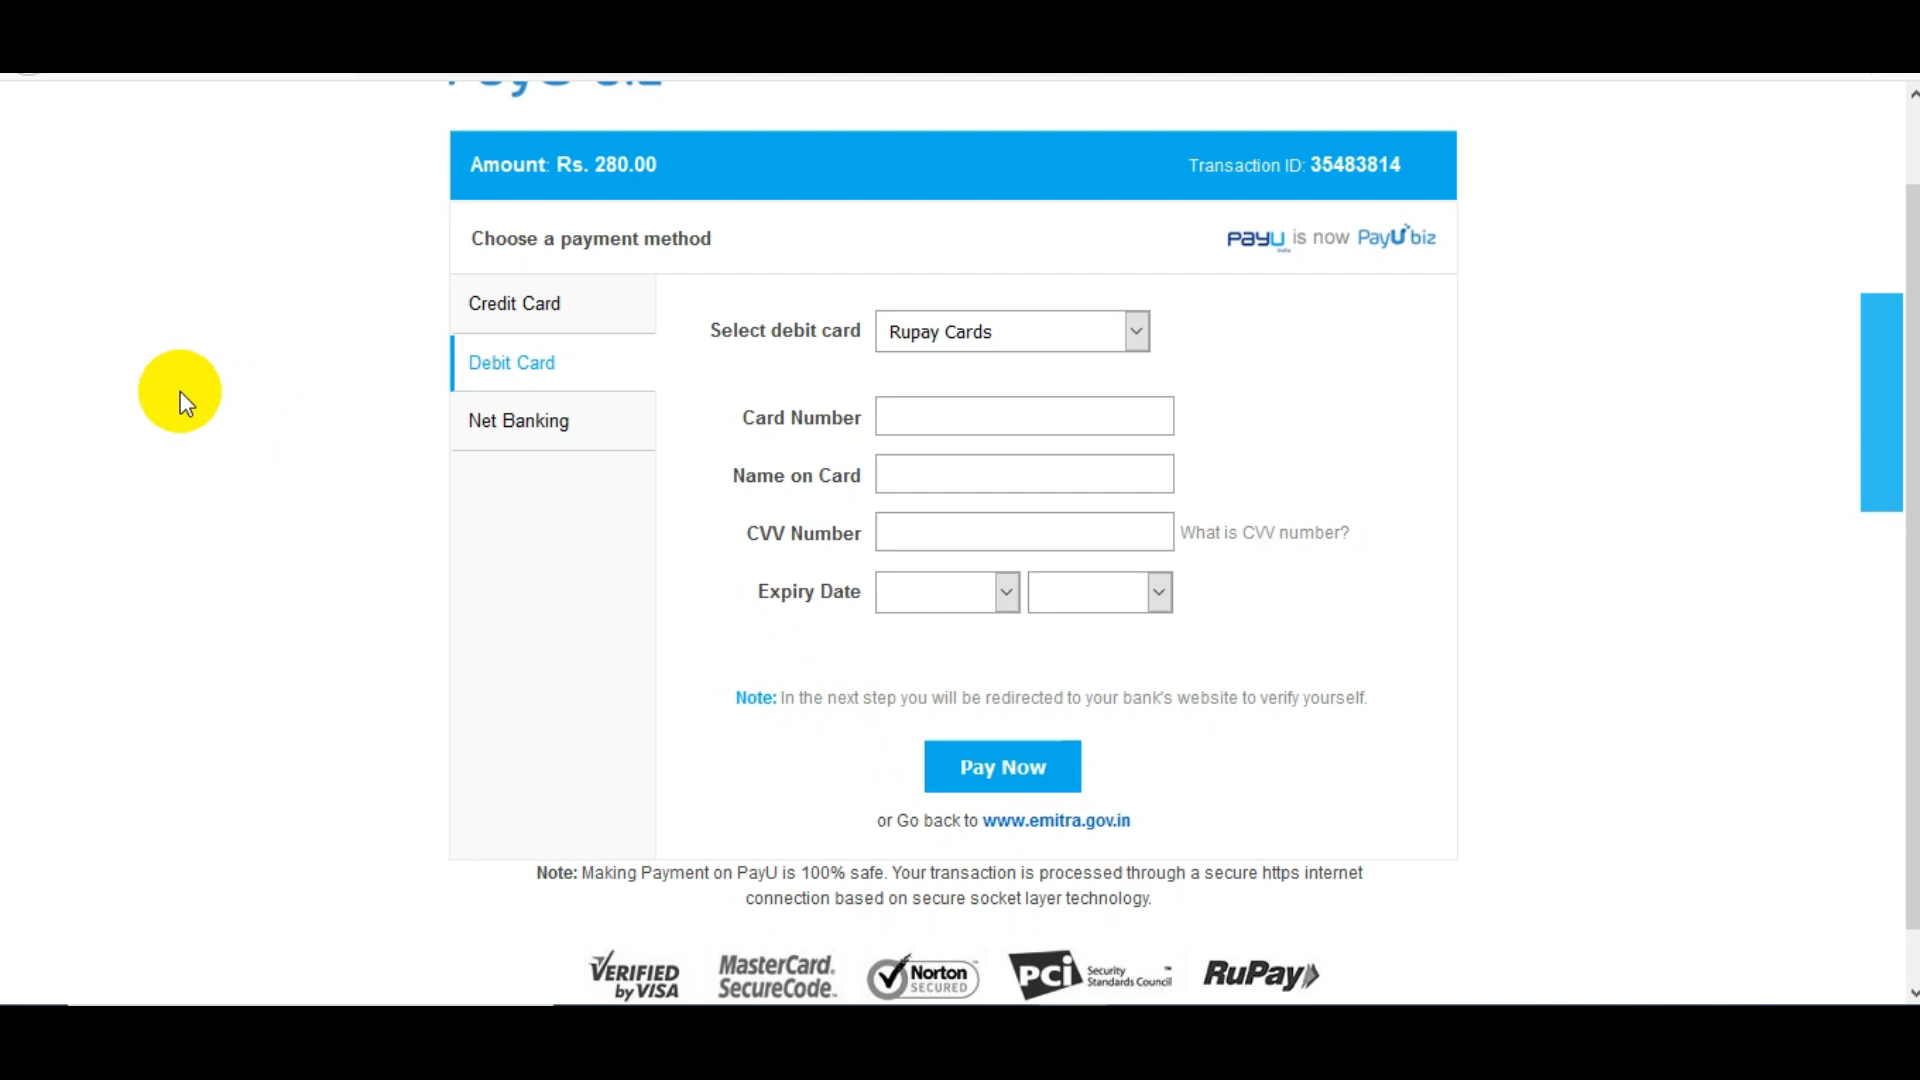 PayU biz
Amount: Rs. 280.00
Transaction ID: 35483814
Choose a payment method
PayU India is now PayU biz
Credit Card
Debit Card
Net Banking
Select debit card Rupay Cards
Card Number
Name on Card
CVV Number What is CVV number?
Expiry Date
Note: In the next step you will be redirected to your bank's website to verify yourself.
Pay Now
or Go back to www.emitra.gov.in
Note: Making Payment on PayU is 100% safe. Your transaction is processed through a secure https internet
connection based on secure socket layer technology.
VERIFIED by VISA
MasterCard. SecureCode.
Norton SECURED
PCI Security Standards Council
RuPay